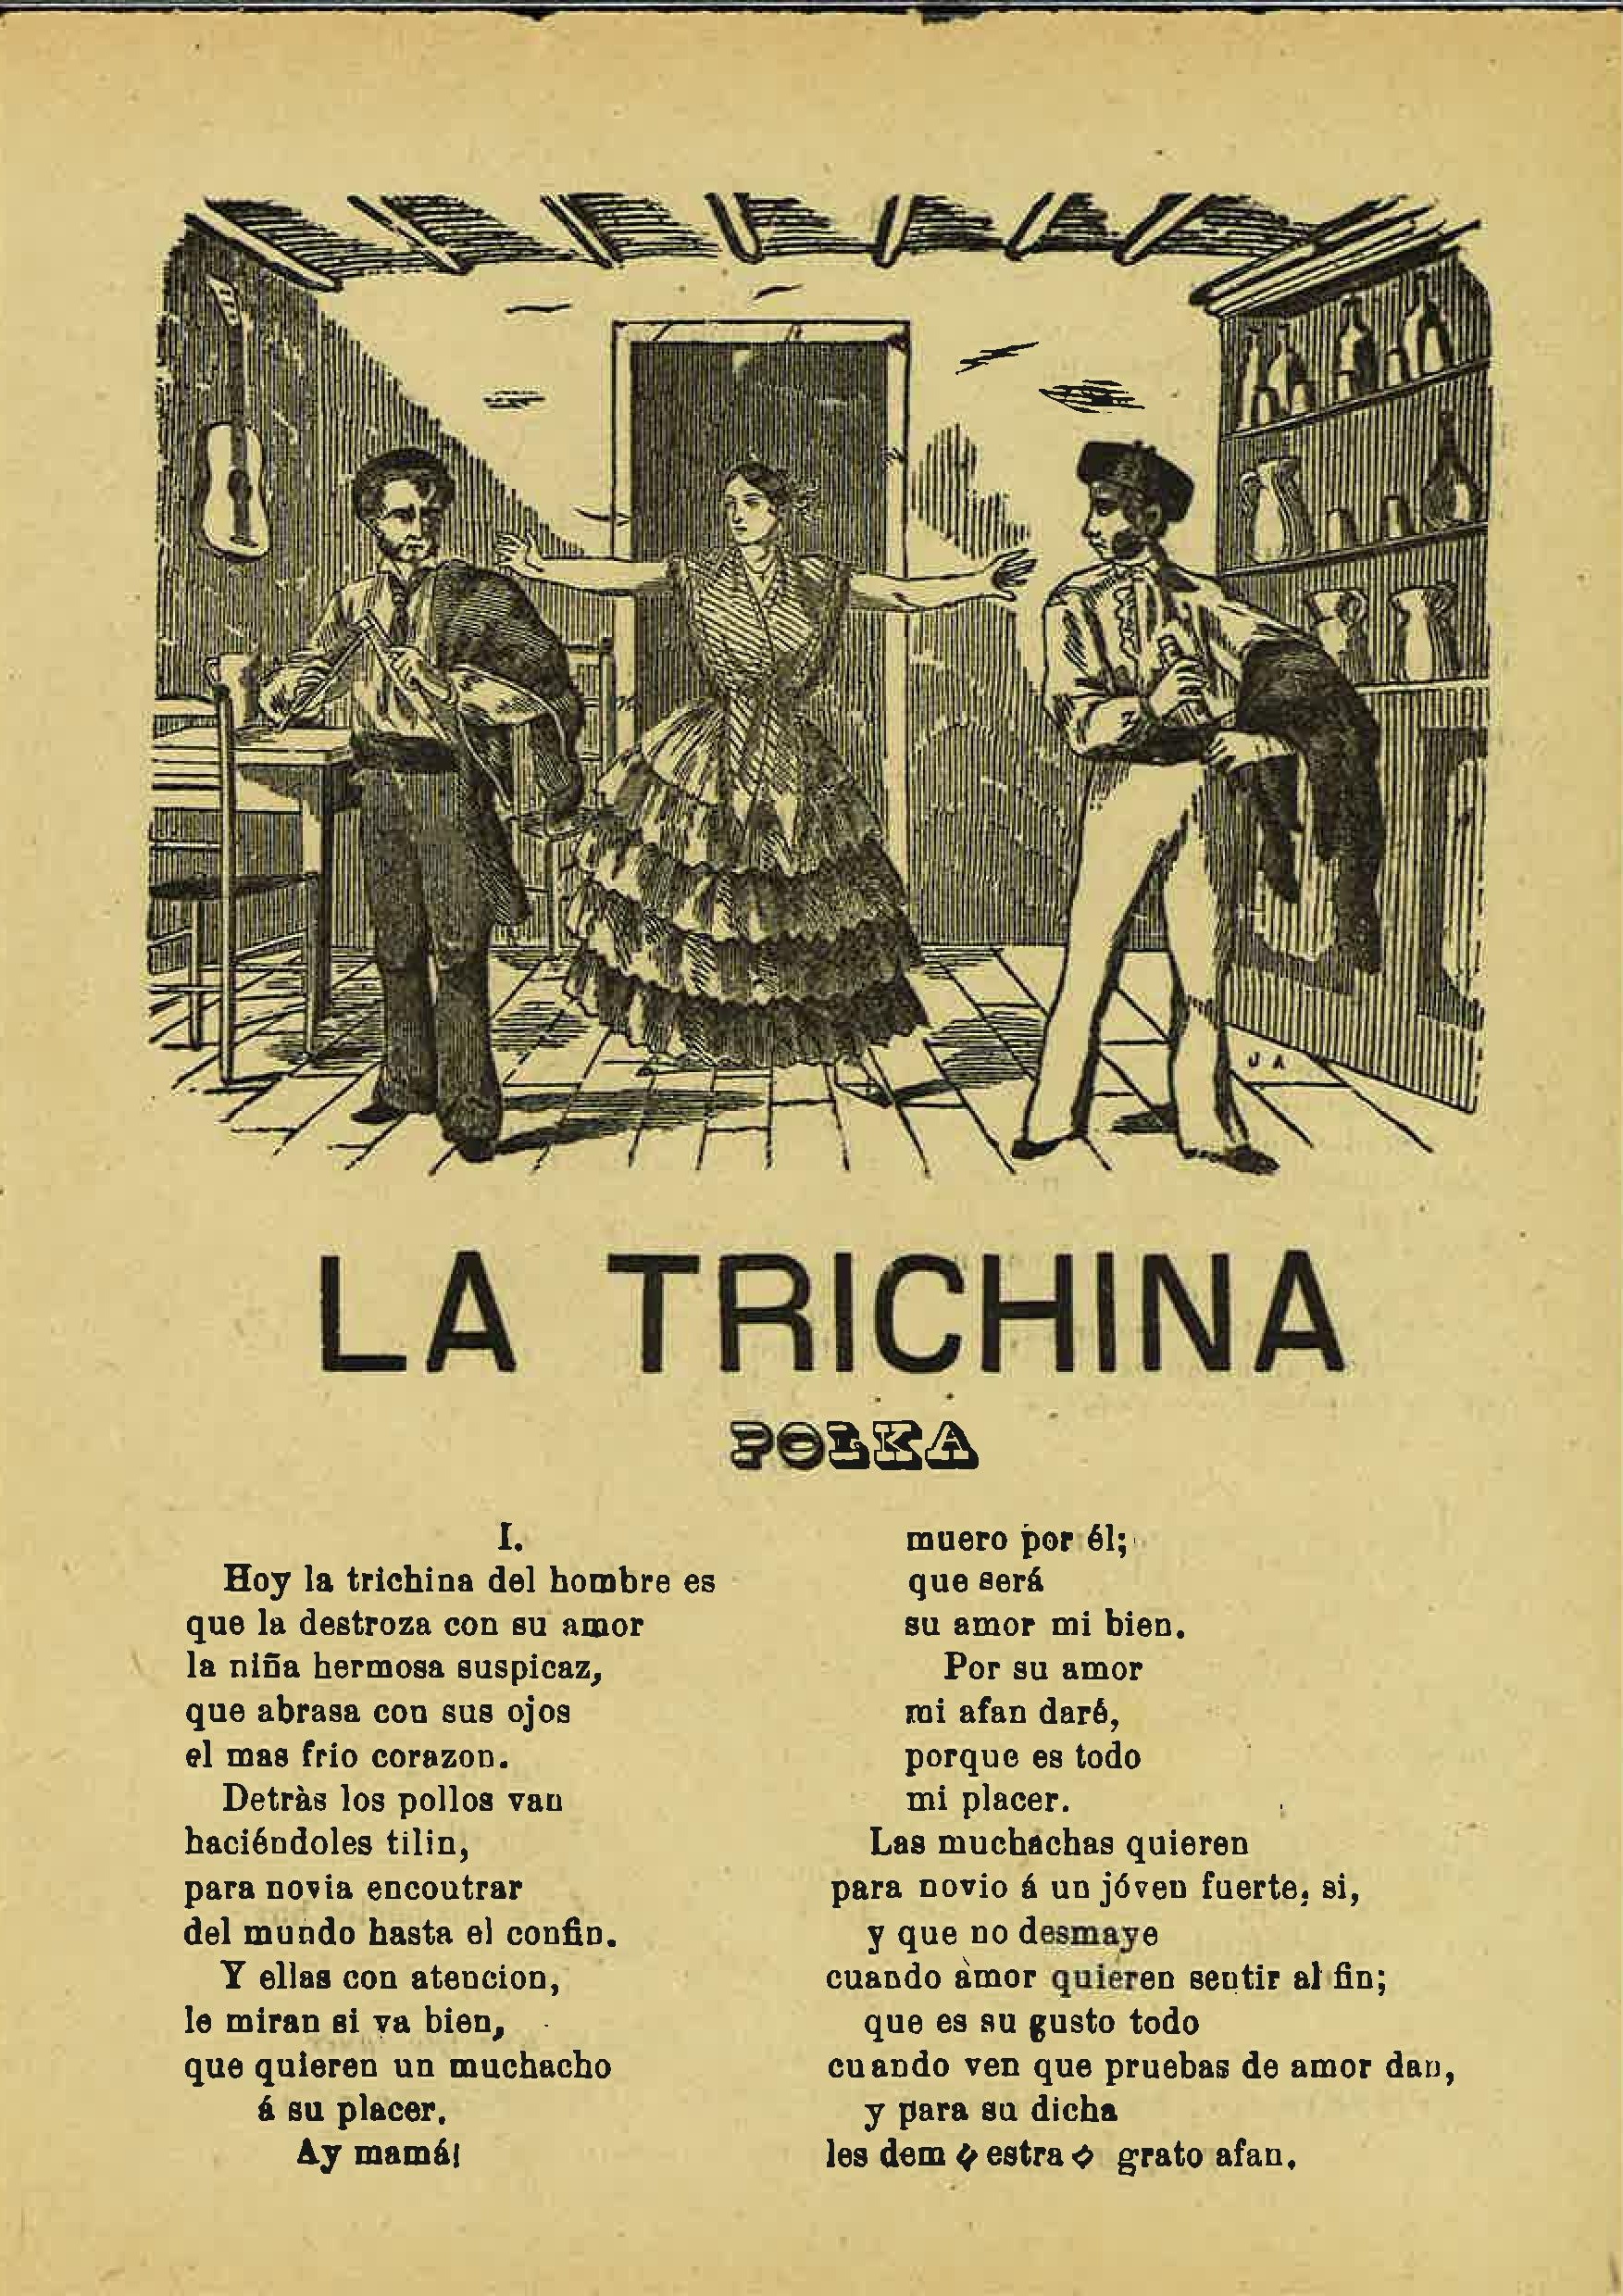 J A
LA TRICHINA
POLKA
I.
Hoy la trichina del hombre es
que la destroza con su amor
la niña hermosa suspicaz,
que abrasa con sus ojos
el mas frio corazon.
Detràs los pollos van
haciéndoles tilin,
para novia encoutrar
del mundo hasta el confin.
Y ellas con atencion,
le miran si va bien,
que quieren un muchacho
á su placer.
Ay mamá!
muero por él;
que será
su amor mi bien.
Por su amor
mi afan daré,
porque es todo
mi placer.
Las muchachas quieren
para novio á un jóven fuerte, si,
y que no desmaye
cuando àmor quieren sentir al fin;
que es su gusto todo
cuando ven que pruebas de amor dan,
y para su dicha
les dem estra grato afan.